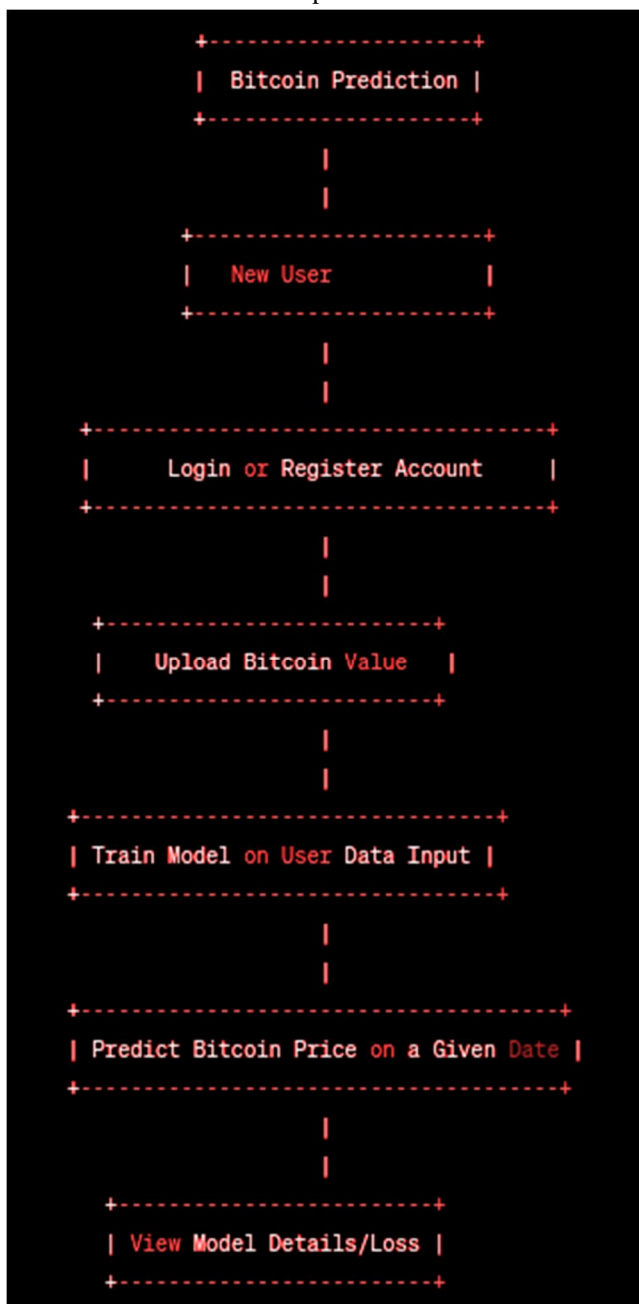 Bitcoin Prediction
New User
Login or Register Account
Upload Bitcoin Value
Train Model on User Data Input
Predict Bitcoin Price on a Given Date
View Model Details/Loss